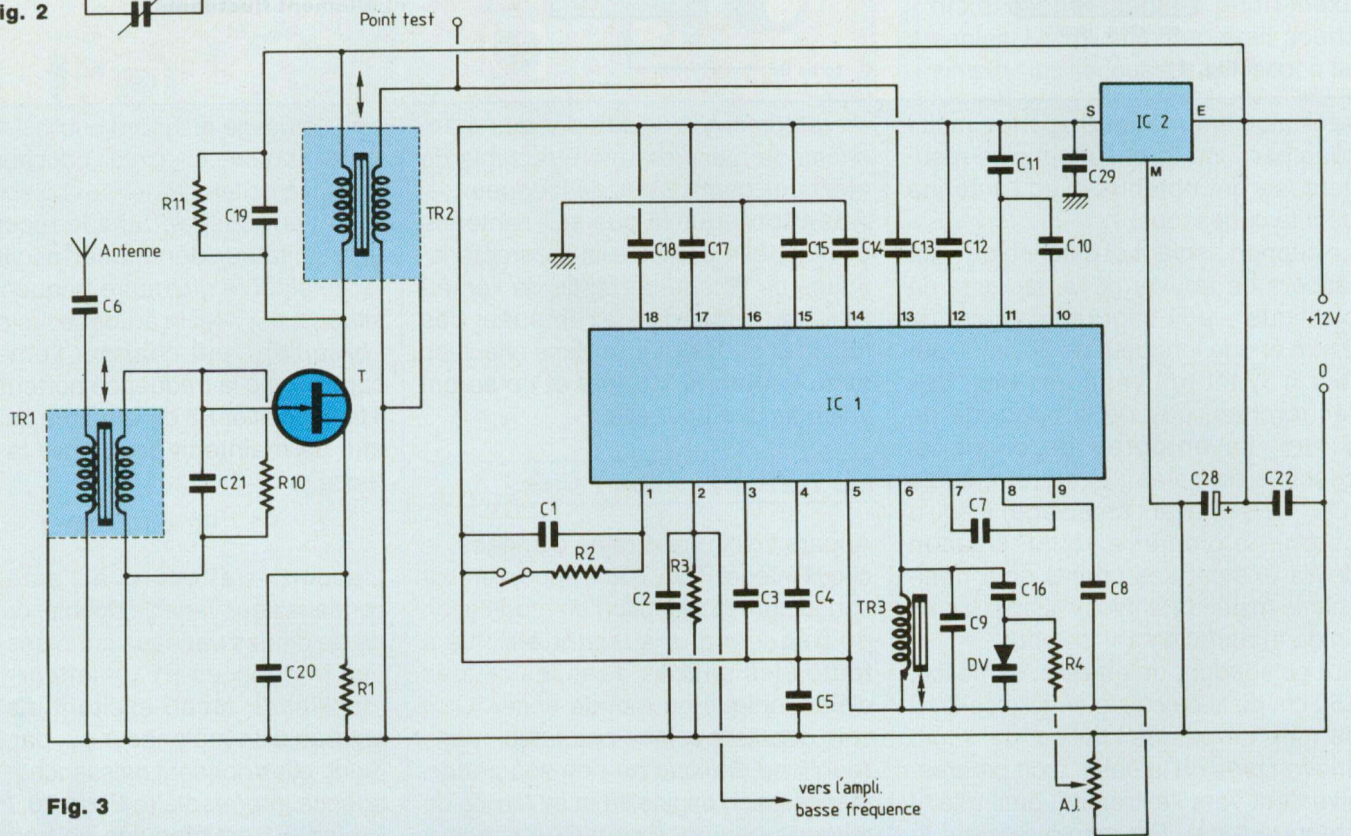 Fig. 2
Point test
IC 2
S
E
M
C11
C29
R11
C19
TR2
Antenne
C6
C18
C17
C15
C14
C13
C12
C10
+12V
0
18
17
16
15
14
13
12
11
10
T
TR1
IC 1
C21
R10
1
2
3
4
5
6
7
8
9
C28
+
C22
C1
R2
C7
C2
R3
C3
C4
TR3
C9
C16
C8
DV
R4
C20
R1
C5
A.J.
vers l'ampli.
basse fréquence
Fig. 3